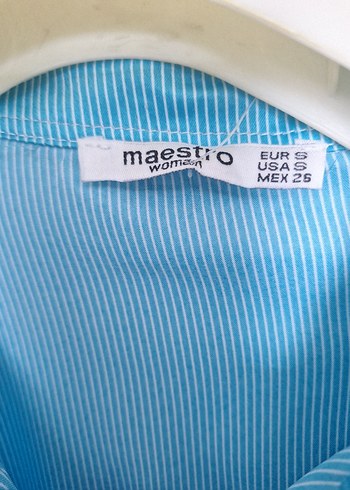 maestro
woman
EUR S
USA S
MEX 26